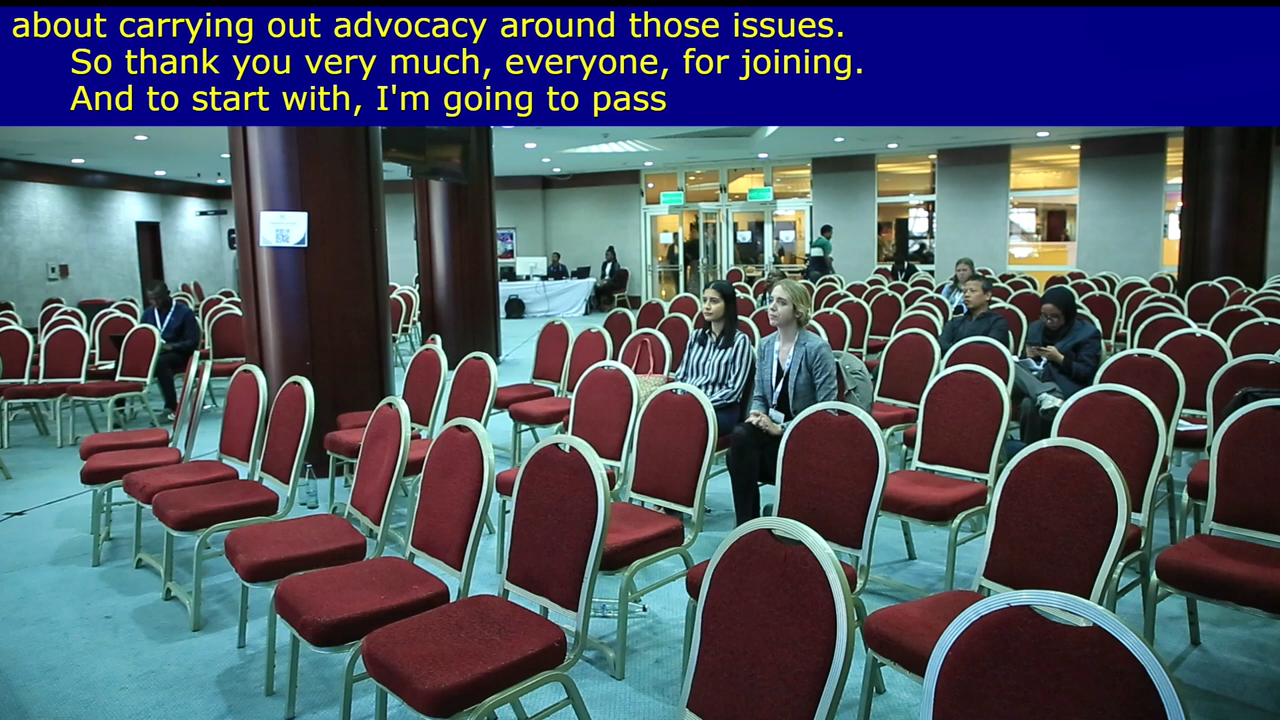 about carrying out advocacy around those issues.
So thank you very much, everyone, for joining.
And to start with, I'm going to pass